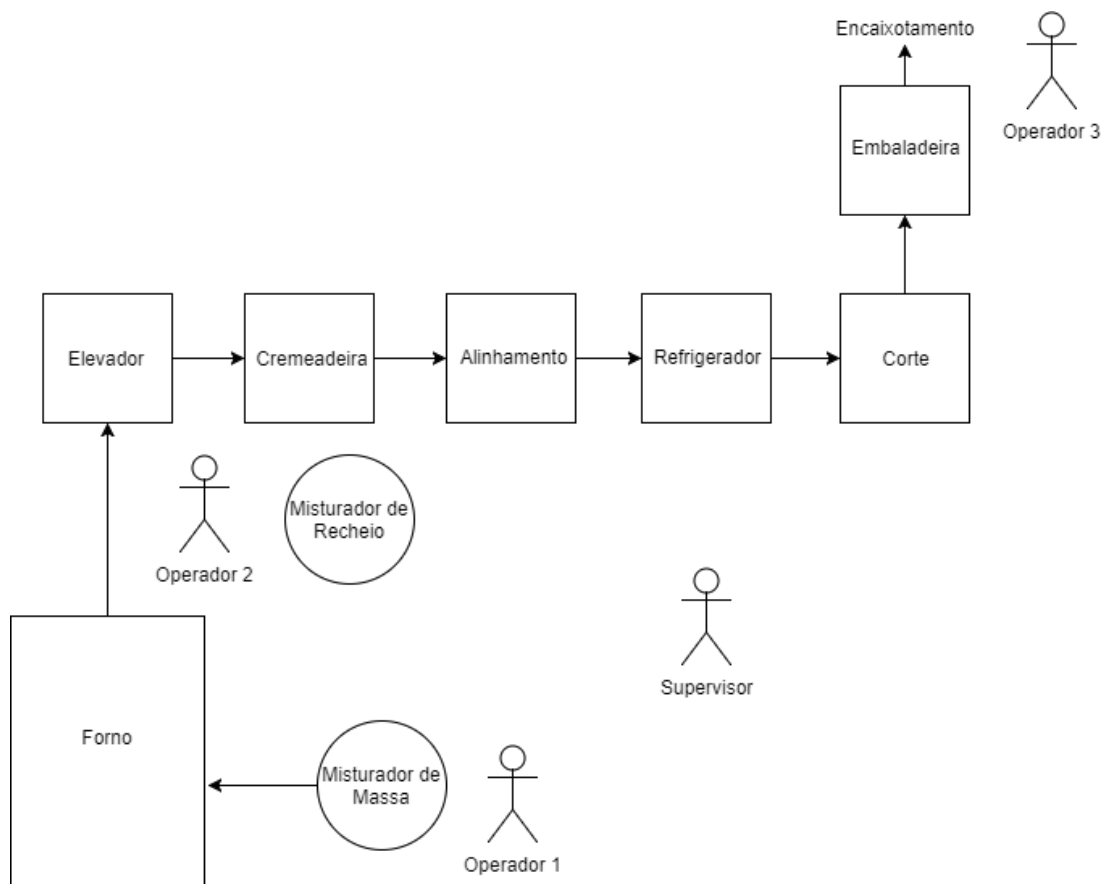 Encaixotamento
Operador 3
Embaladeira
Elevador
Cremeadeira
Alinhamento
Refrigerador
Corte
Misturador de
Recheio
Operador 2
Supervisor
Forno
Misturador de
Massa
Operador 1